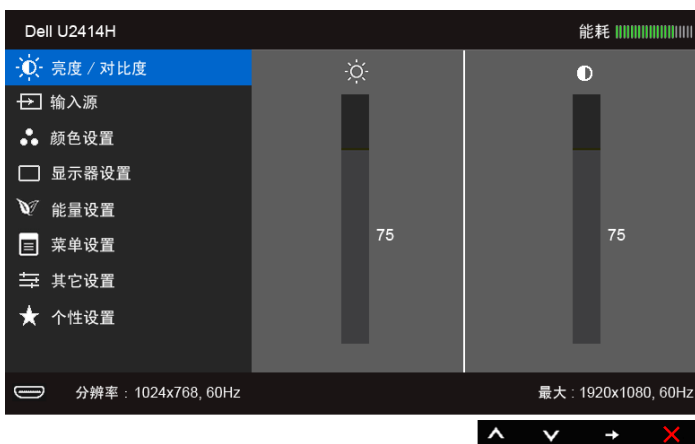 Dell U2414H 能耗
亮度 / 对比度
输入源
颜色设置
显示器设置
能量设置
75 75
菜单设置
其它设置
个性设置
分辨率 : 1024x768, 60Hz 最大 : 1920x1080, 60Hz